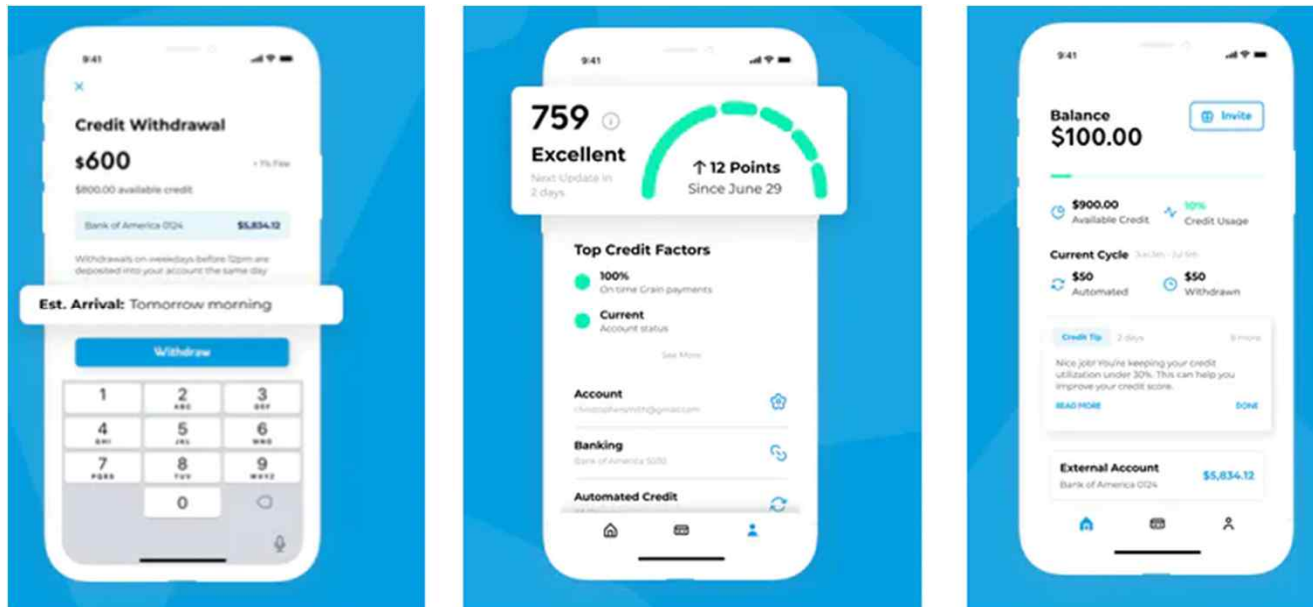 9:41
Credit Withdrawal
$600
+ 1% Fee
$800.00 available credit
Bank of America 0124 $5,834.12
Withdrawals on weekdays before 12pm are
deposited into your account the same day
Est. Arrival: Tomorrow morning
Withdraw
1 2 3
ABC DEF
4 5 6
GHI JKL MNO
7 8 9
PQRS TUV WXYZ
0
9:41
759
Excellent
Next Update in
2 days
↑ 12 Points
Since June 29
Top Credit Factors
100%
On time Grain payments
Current
Account status
See More
Account
christophersmith@gmail.com
Banking
Bank of America 5030
Automated Credit
9:41
Balance
$100.00
Invite
$900.00
Available Credit
10%
Credit Usage
Current Cycle
$50
Automated
$50
Withdrawn
Credit Tip 2 days 9 more
Nice job! You're keeping your credit
utilization under 30%. This can help you
improve your credit score.
READ MORE DONE
External Account
Bank of America 0124
$5,834.12